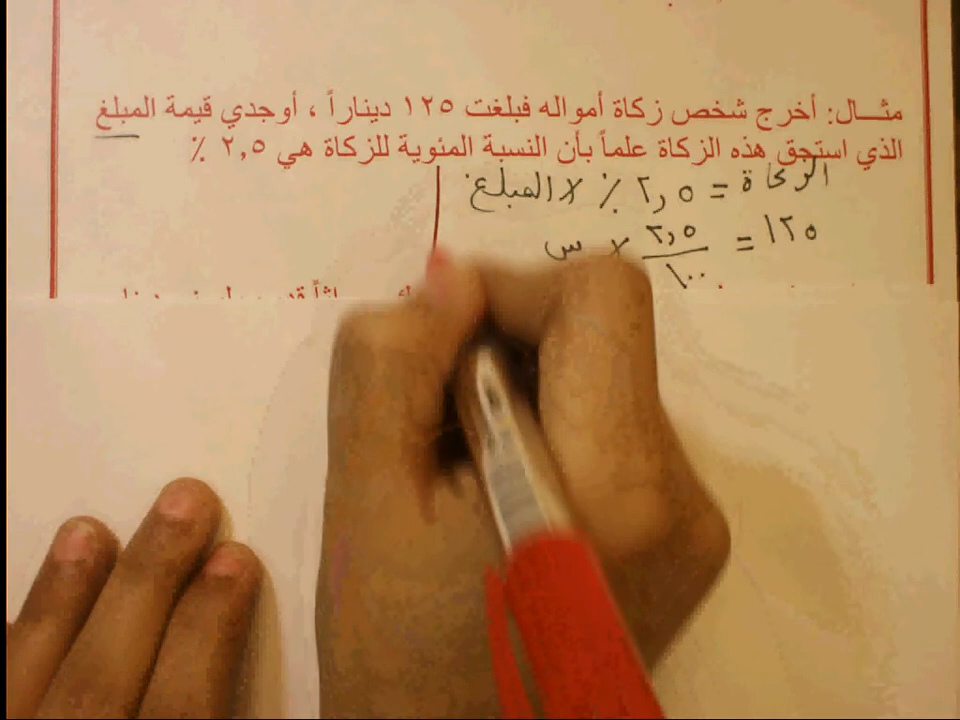 مثـــال: أخرج شخص زكاة أمواله فبلغت ١٢٥ ديناراً ، أوجدي قيمة المبلغ
الذي استحق هذه الزكاة علماً بأن النسبة المئوية للزكاة هي ٢,٥ ٪
الزكاة = ٢,٥ ٪ × المبلغ
١٢٥ = ٢,٥/١٠٠ × س